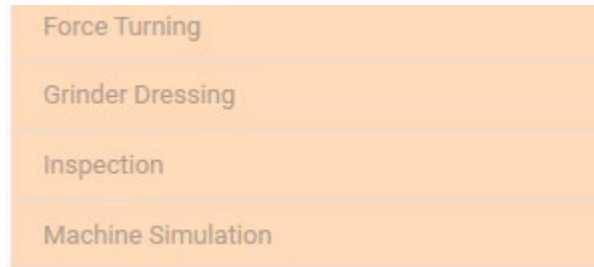 Force Turning
Grinder Dressing
Inspection
Machine Simulation